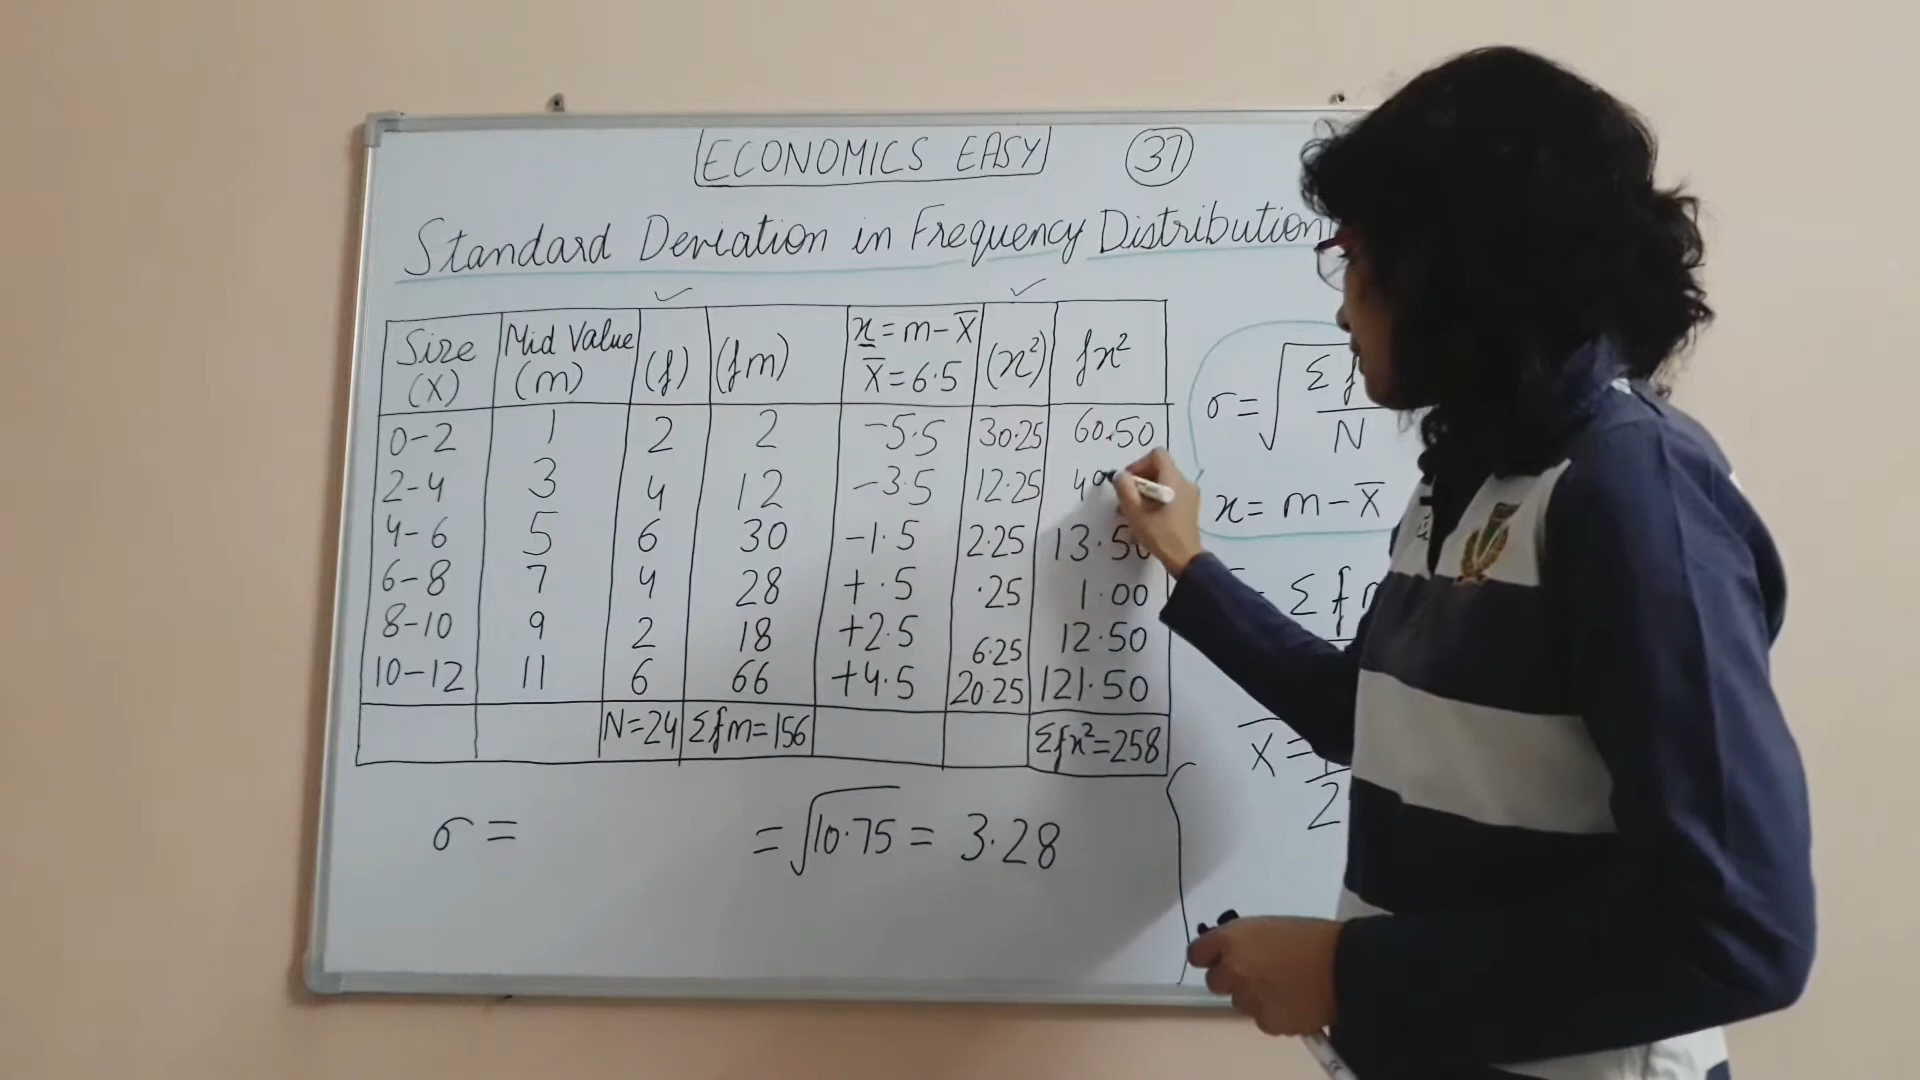 ECONOMICS EASY 37
Standard Deviation in Frequency Distribution
Size (X) Mid Value (m) (f) (fm) x=m-X̅ X̅=6.5 (x²) fx²
0-2 1 2 2 -5.5 30.25 60.50
2-4 3 4 12 -3.5 12.25
4-6 5 6 30 -1.5 2.25 13.50
6-8 7 4 28 +.5 .25 1.00
8-10 9 2 18 +2.5 6.25 12.50
10-12 11 6 66 +4.5 20.25 121.50
N=24 Σfm=156 Σfx²=258
σ= =√10.75 = 3.28
σ=√Σf
N
x= m-X̅
Σf
X̅=
2